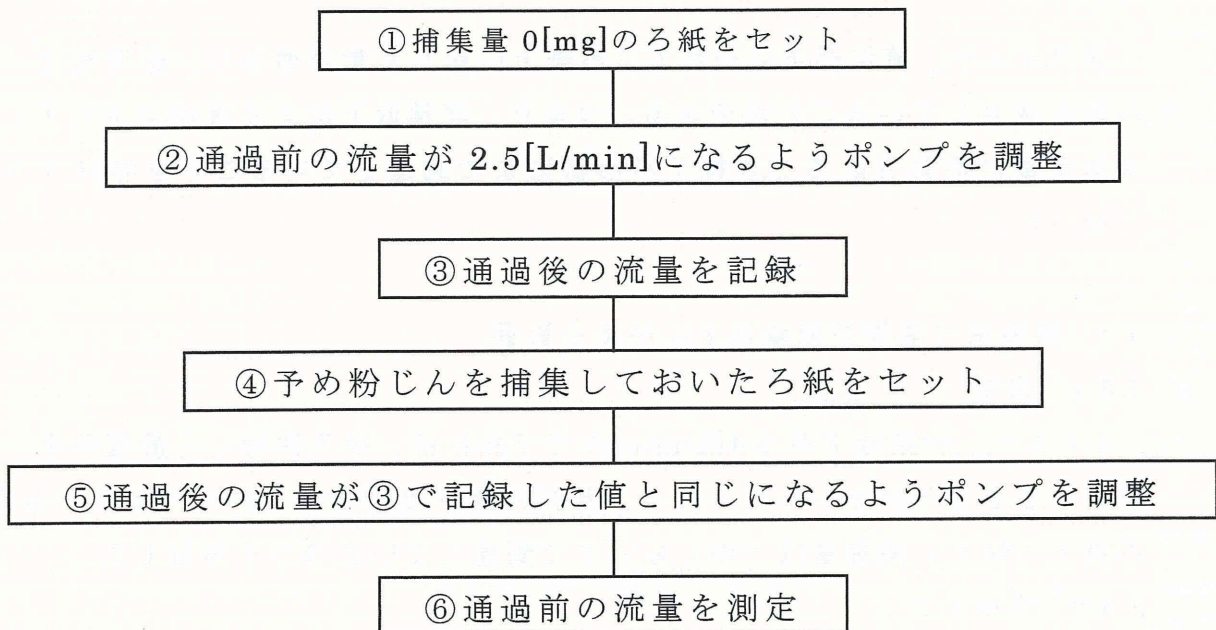 ①捕集量 0[mg]のろ紙をセット
②通過前の流量が 2.5[L/min]になるようポンプを調整
③通過後の流量を記録
④予め粉じんを捕集しておいたろ紙をセット
⑤通過後の流量が③で記録した値と同じになるようポンプを調整
⑥通過前の流量を測定